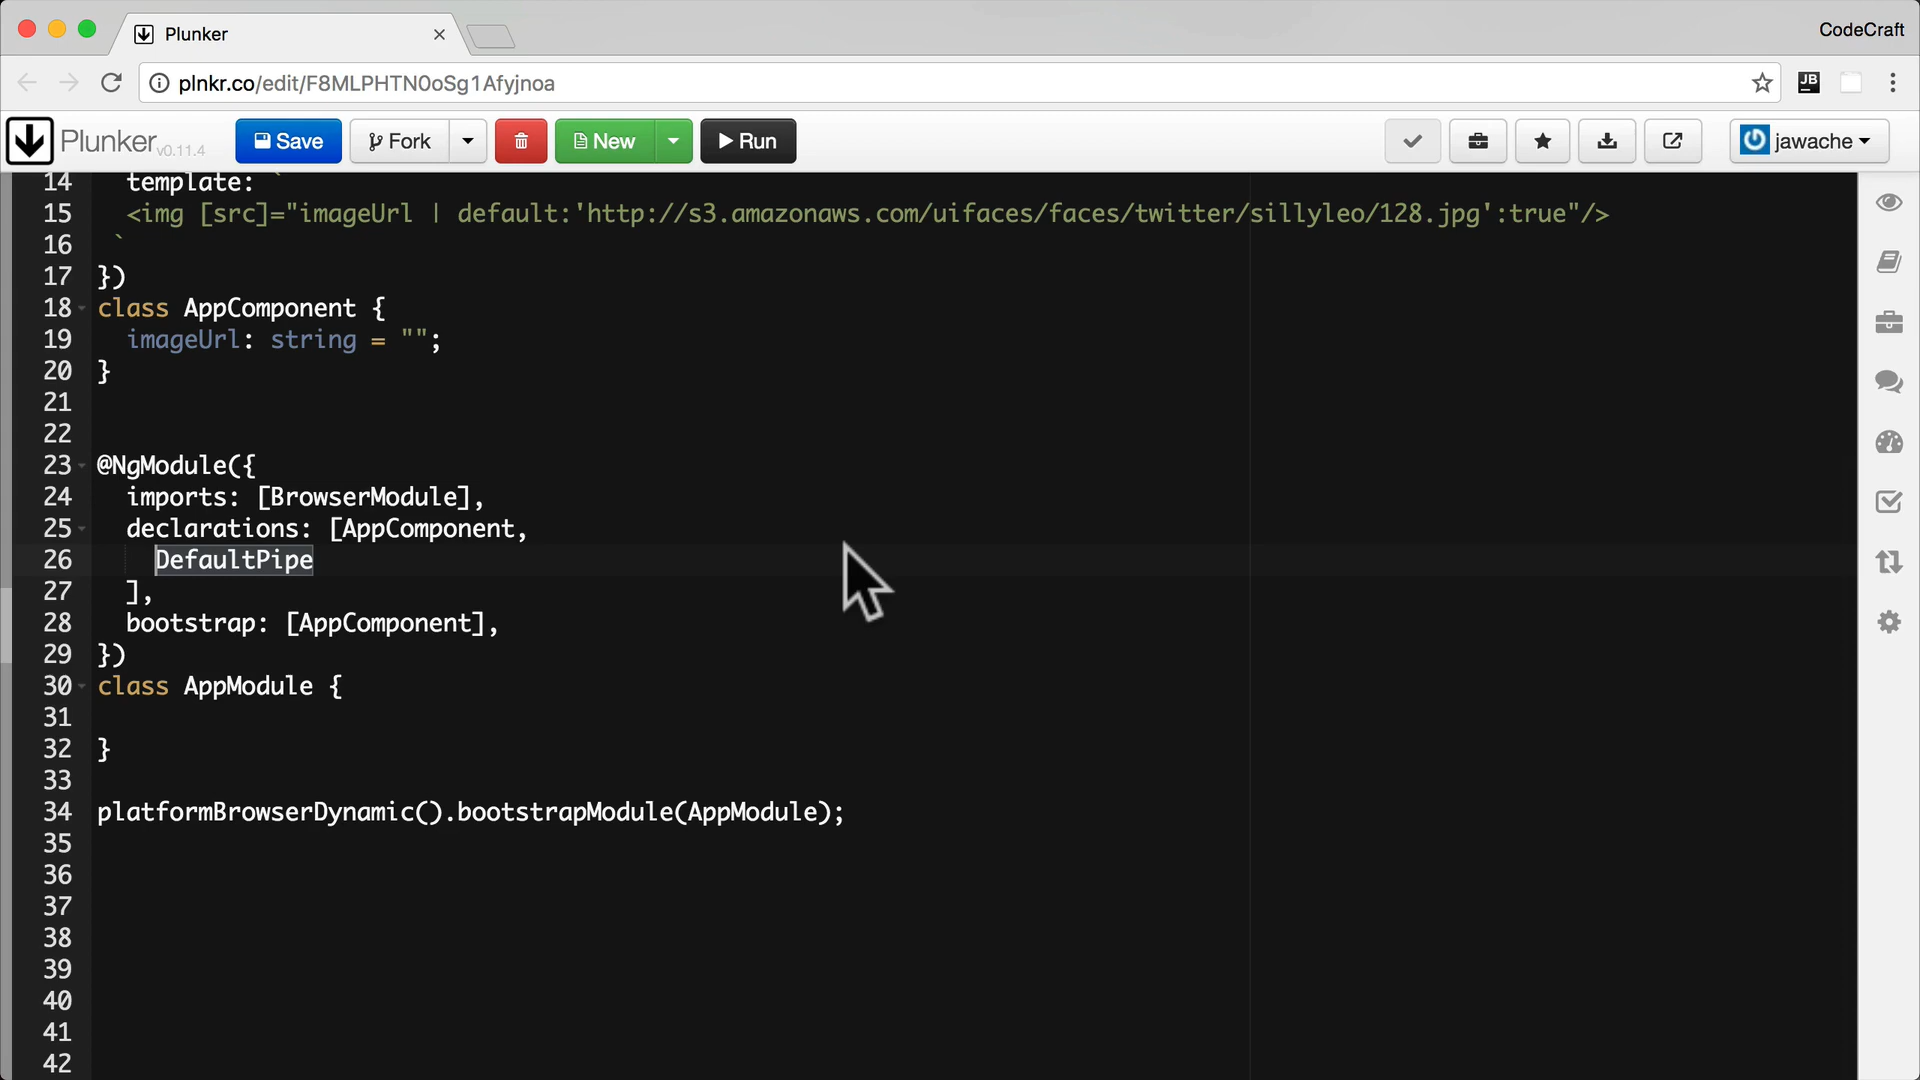 Plunker
CodeCraft
plnkr.co/edit/F8MLPHTN0oSg1Afyjnoa
JB
Plunker v0.11.4
Save
Fork
New
Run
jawache
14 template: `
15 <img [src]="imageUrl | default:'http://s3.amazonaws.com/uifaces/faces/twitter/sillyleo/128.jpg':true"/>
16 `
17 })
18 class AppComponent {
19 imageUrl: string = "";
20 }
21
22
23 @NgModule({
24 imports: [BrowserModule],
25 declarations: [AppComponent,
26 DefaultPipe
27 ],
28 bootstrap: [AppComponent],
29 })
30 class AppModule {
31
32 }
33
34 platformBrowserDynamic().bootstrapModule(AppModule);
35
36
37
38
39
40
41
42